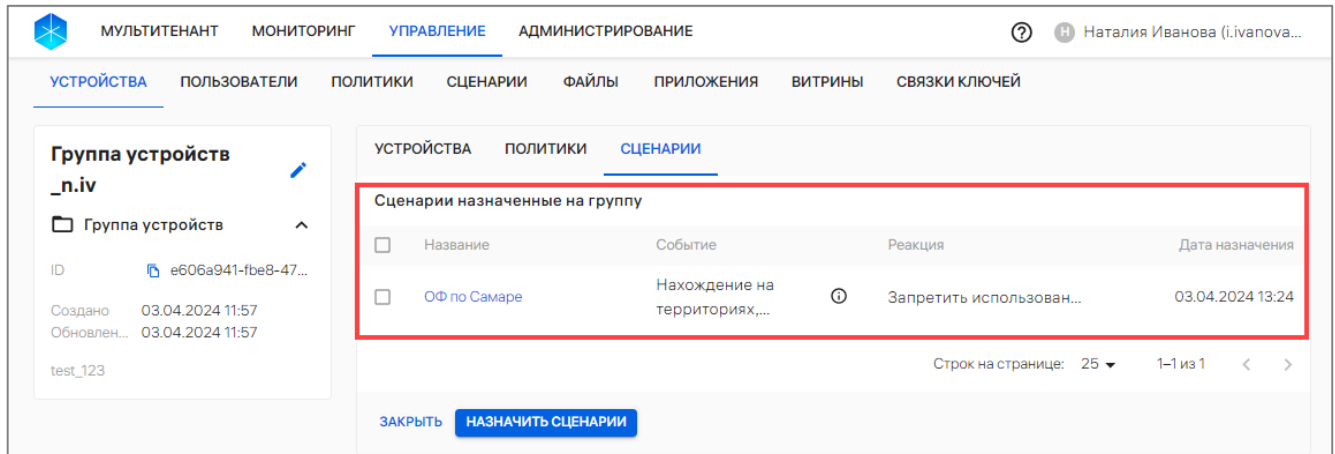 МУЛЬТИТЕНАНТ МОНИТОРИНГ УПРАВЛЕНИЕ АДМИНИСТРИРОВАНИЕ Н Наталия Иванова (i.ivanova...
УСТРОЙСТВА ПОЛЬЗОВАТЕЛИ ПОЛИТИКИ СЦЕНАРИИ ФАЙЛЫ ПРИЛОЖЕНИЯ ВИТРИНЫ СВЯЗКИ КЛЮЧЕЙ
Группа устройств
_n.iv
Группа устройств
ID e606a941-fbe8-47...
Создано 03.04.2024 11:57
Обновлен... 03.04.2024 11:57
test_123
УСТРОЙСТВА ПОЛИТИКИ СЦЕНАРИИ
Сценарии назначенные на группу
Название Событие Реакция Дата назначения
ОФ по Самаре Нахождение на территориях,... Запретить использован... 03.04.2024 13:24
Строк на странице: 25 1–1 из 1
ЗАКРЫТЬ НАЗНАЧИТЬ СЦЕНАРИИ